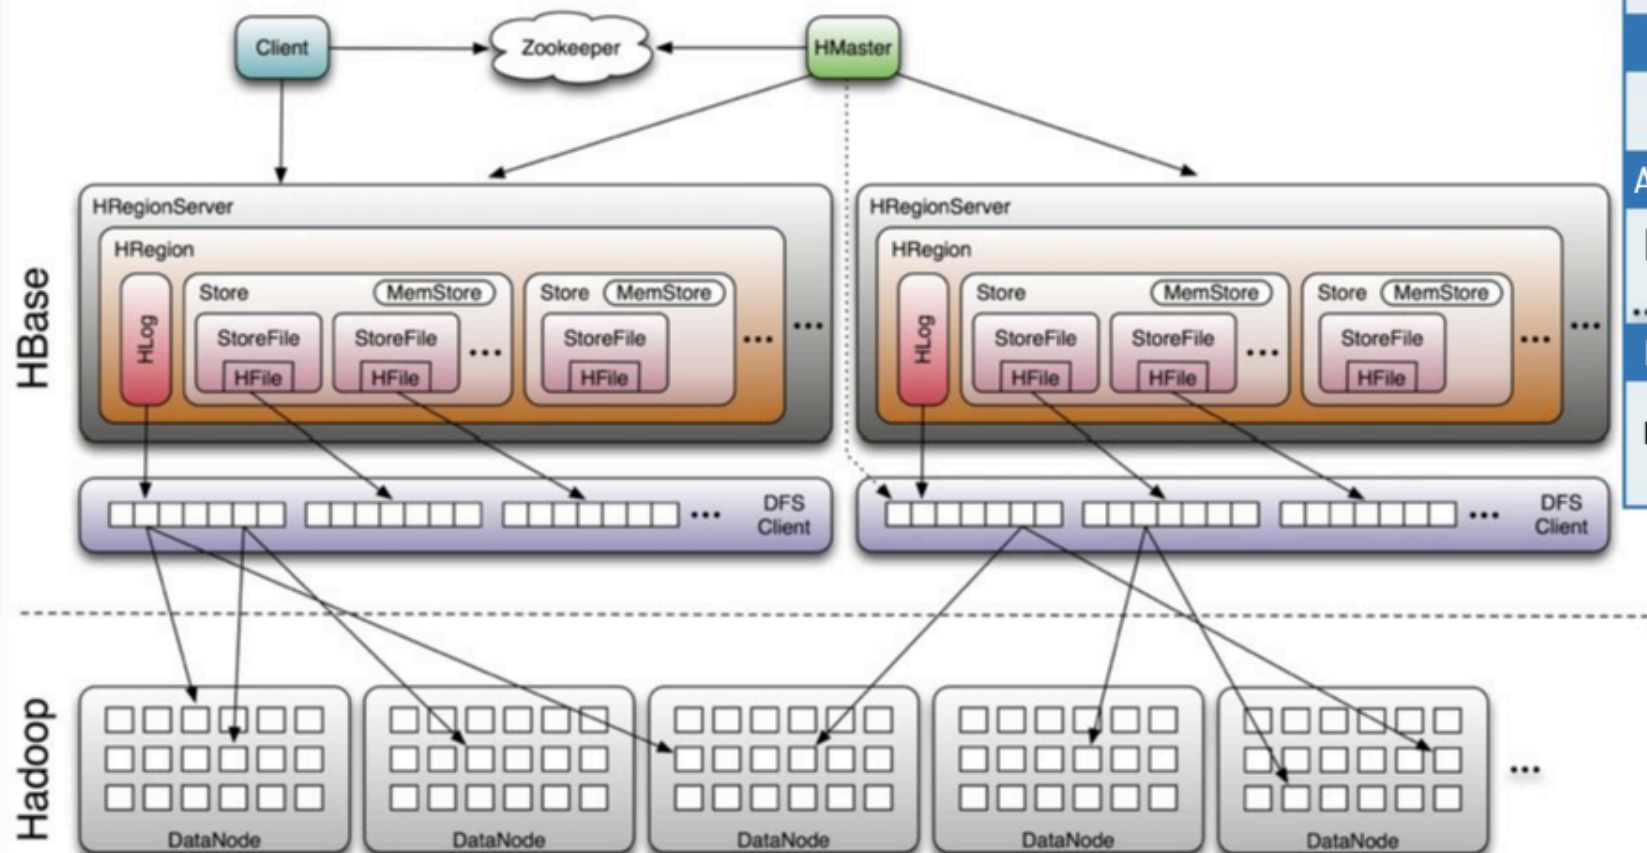 Client
Zookeeper
HMaster
HBase
HRegionServer
HRegion
HLog
Store
MemStore
StoreFile
HFile
StoreFile
HFile
...
Store
MemStore
StoreFile
HFile
...
...
HRegionServer
HRegion
HLog
Store
MemStore
StoreFile
HFile
StoreFile
HFile
...
Store
MemStore
StoreFile
HFile
...
...
...
DFS
Client
...
DFS
Client
Hadoop
DataNode
DataNode
DataNode
DataNode
DataNode
...
A